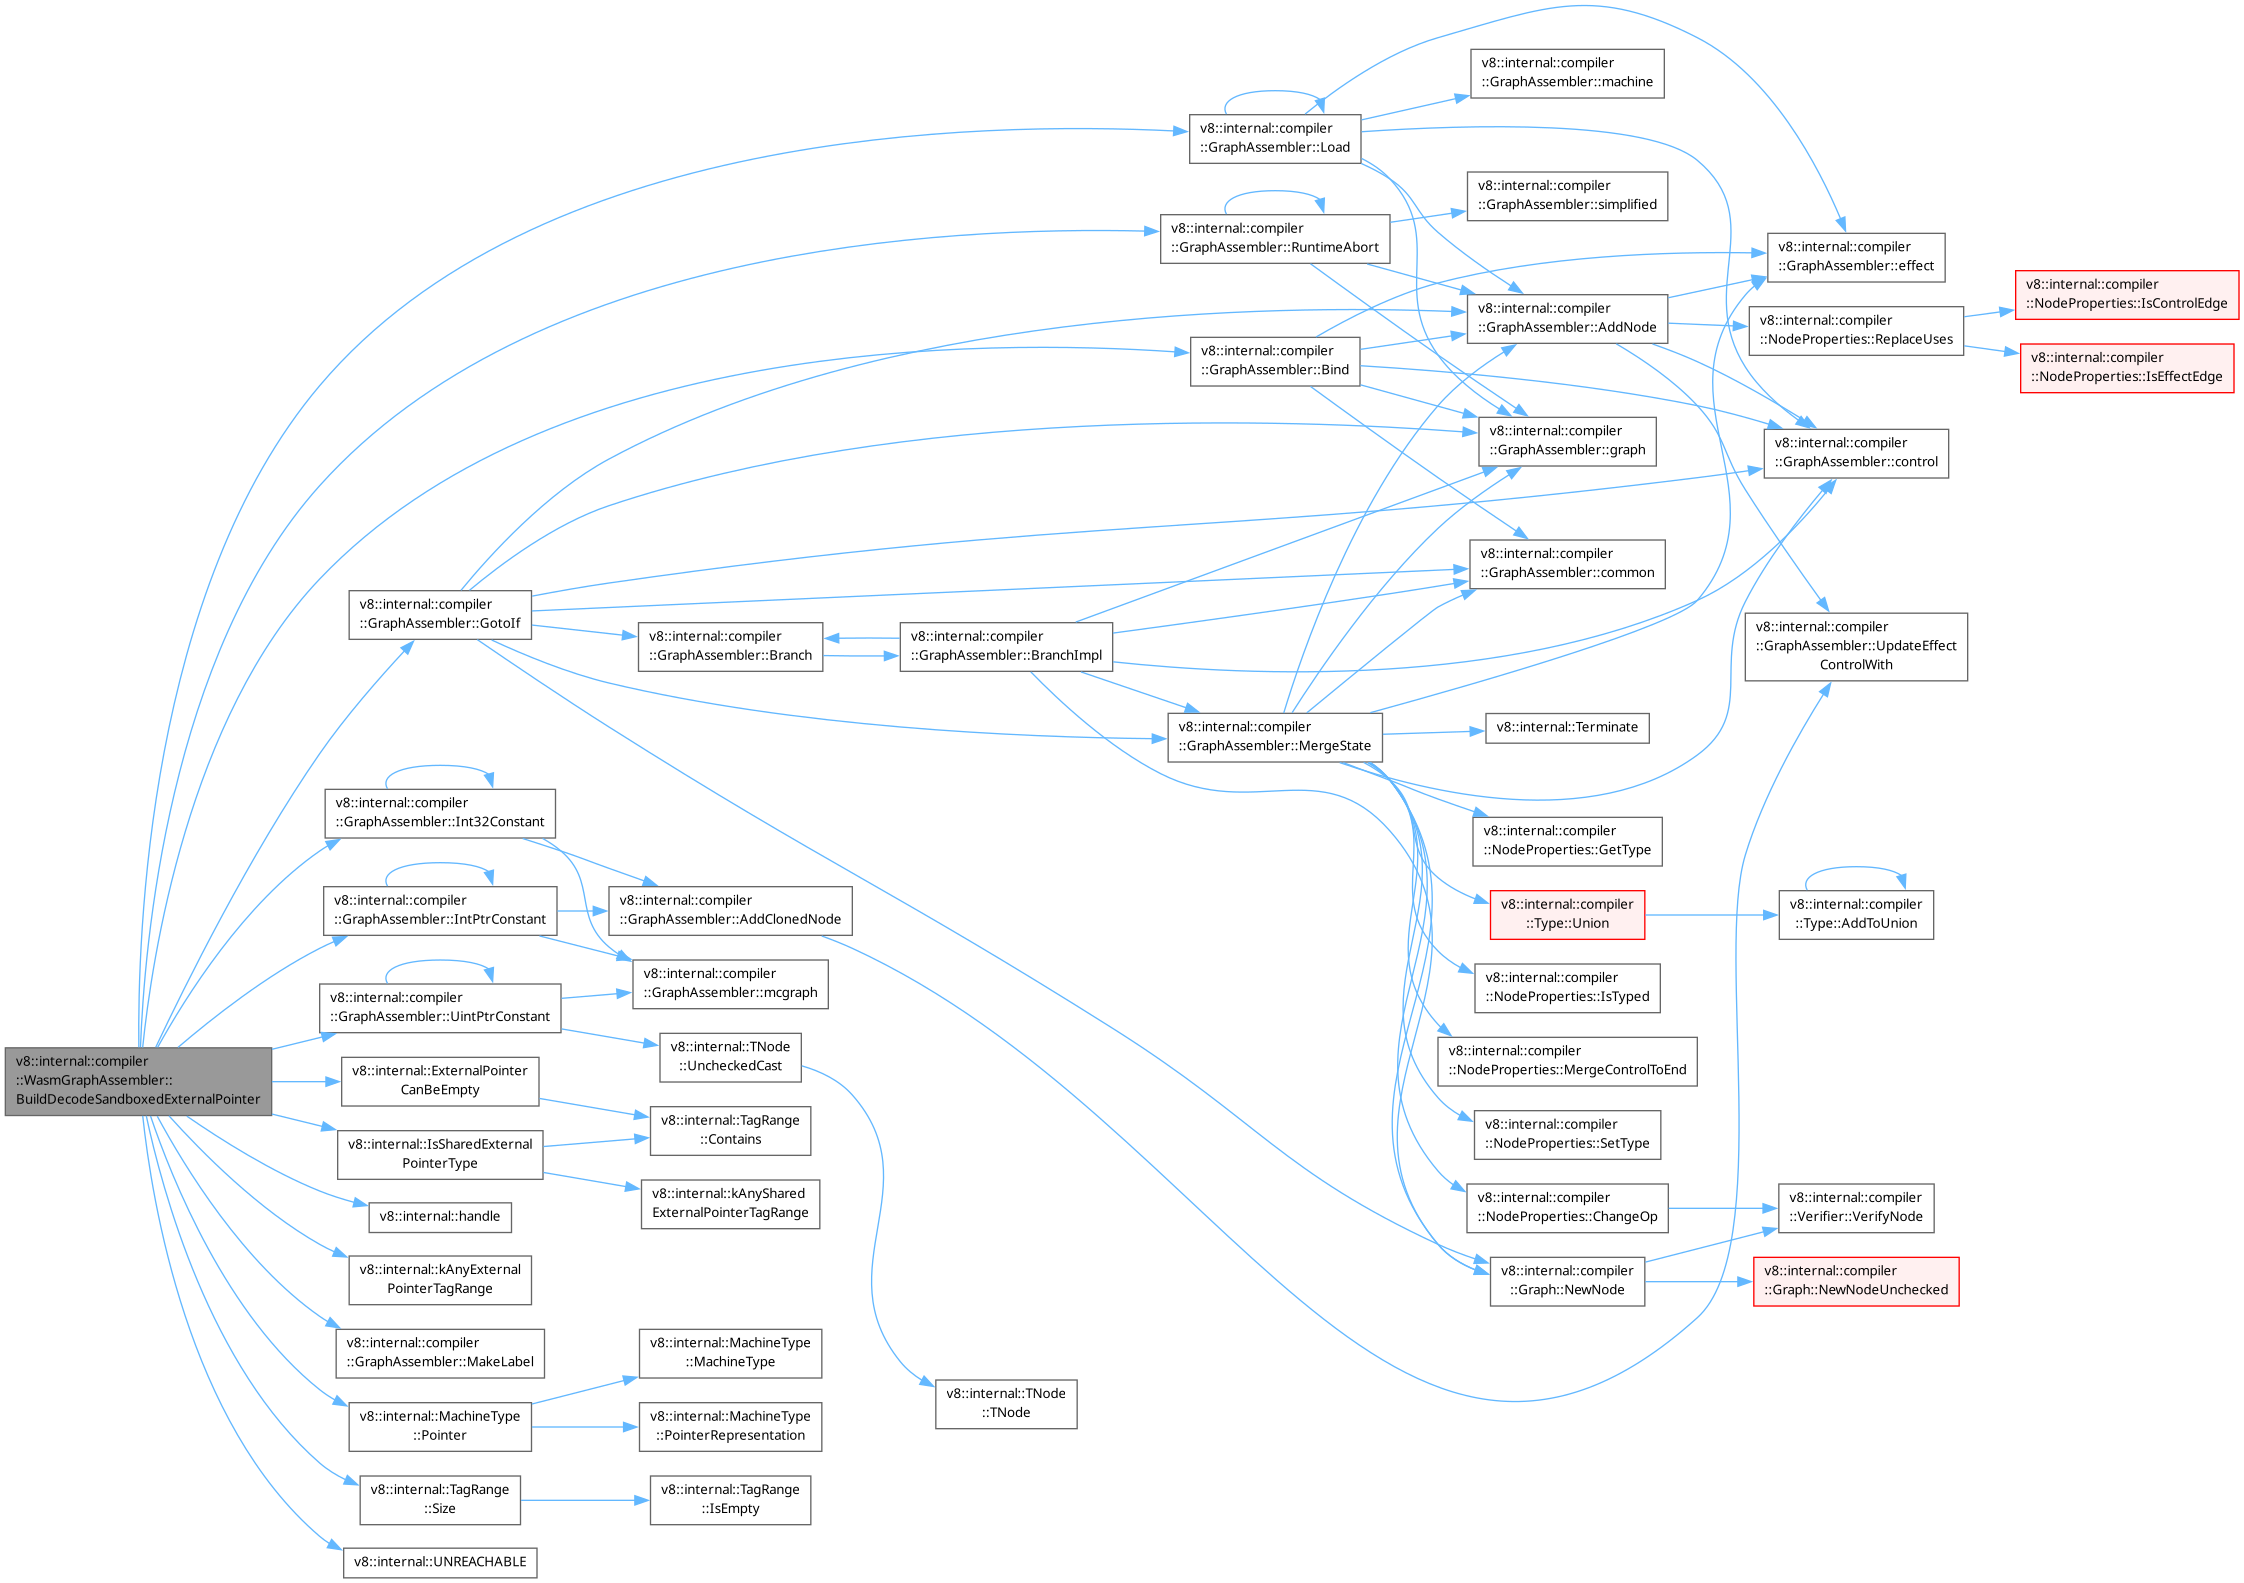 v8::internal::compiler
::WasmGraphAssembler::
BuildDecodeSandboxedExternalPointer
v8::internal::compiler
::GraphAssembler::GotoIf
v8::internal::compiler
::GraphAssembler::Int32Constant
v8::internal::compiler
::GraphAssembler::IntPtrConstant
v8::internal::compiler
::GraphAssembler::UintPtrConstant
v8::internal::ExternalPointer
CanBeEmpty
v8::internal::IsSharedExternal
PointerType
v8::internal::handle
v8::internal::kAnyExternal
PointerTagRange
v8::internal::compiler
::GraphAssembler::MakeLabel
v8::internal::MachineType
::Pointer
v8::internal::TagRange
::Size
v8::internal::UNREACHABLE
v8::internal::compiler
::GraphAssembler::Branch
v8::internal::compiler
::GraphAssembler::AddClonedNode
v8::internal::compiler
::GraphAssembler::mcgraph
v8::internal::TNode
::UncheckedCast
v8::internal::TagRange
::Contains
v8::internal::kAnyShared
ExternalPointerTagRange
v8::internal::MachineType
::MachineType
v8::internal::MachineType
::PointerRepresentation
v8::internal::TagRange
::IsEmpty
v8::internal::compiler
::GraphAssembler::BranchImpl
v8::internal::TNode
::TNode
v8::internal::compiler
::GraphAssembler::Load
v8::internal::compiler
::GraphAssembler::RuntimeAbort
v8::internal::compiler
::GraphAssembler::Bind
v8::internal::compiler
::GraphAssembler::MergeState
v8::internal::compiler
::GraphAssembler::machine
v8::internal::compiler
::GraphAssembler::simplified
v8::internal::compiler
::GraphAssembler::AddNode
v8::internal::compiler
::GraphAssembler::graph
v8::internal::compiler
::GraphAssembler::common
v8::internal::Terminate
v8::internal::compiler
::NodeProperties::GetType
v8::internal::compiler
::Type::Union
v8::internal::compiler
::NodeProperties::IsTyped
v8::internal::compiler
::NodeProperties::MergeControlToEnd
v8::internal::compiler
::NodeProperties::SetType
v8::internal::compiler
::NodeProperties::ChangeOp
v8::internal::compiler
::Graph::NewNode
v8::internal::compiler
::GraphAssembler::effect
v8::internal::compiler
::NodeProperties::ReplaceUses
v8::internal::compiler
::GraphAssembler::control
v8::internal::compiler
::GraphAssembler::UpdateEffect
ControlWith
v8::internal::compiler
::Type::AddToUnion
v8::internal::compiler
::Verifier::VerifyNode
v8::internal::compiler
::Graph::NewNodeUnchecked
v8::internal::compiler
::NodeProperties::IsControlEdge
v8::internal::compiler
::NodeProperties::IsEffectEdge